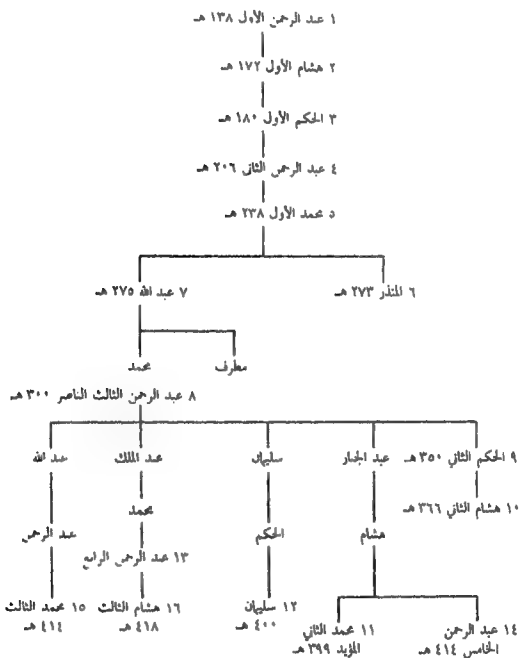 ١ عبد الرحمن الأول ١٣٨ هـ
٢ هشام الأول ١٧٢ هـ
٣ الحكم الأول ١٨٠ هـ
٤ عبد الرحمن الثاني ٢٠٦ هـ
٥ محمد الأول ٢٣٨ هـ
٦ المنذر ٢٧٣ هـ
٧ عبد الله ٢٧٥ هـ
مطرف
محمد
٨ عبد الرحمن الثالث الناصر ٣٠٠ هـ
٩ الحكم الثاني ٣٥٠ هـ
عبد الجبار
سليمان
عبد الملك
عبد الله
١٠ هشام الثاني ٣٦٦ هـ
محمد
هشام
الحكم
عبد الرحمن
١٣ عبد الرحمن الرابع
١٤ عبد الرحمن
الخامس ٤١٤ هـ
١١ محمد الثاني
المؤيد ٣٩٩ هـ
١٢ سليمان
٤٠٠ هـ
١٦ هشام الثالث
٤١٨ هـ
١٥ محمد الثالث
٤١٤ هـ